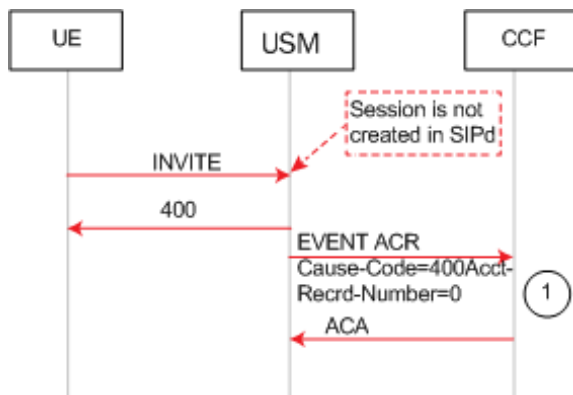 UE
USM
CCF
Session is not
created in SIPd
INVITE
400
EVENT ACR
Cause-Code=400Acct-
Recrd-Number=0
1
ACA